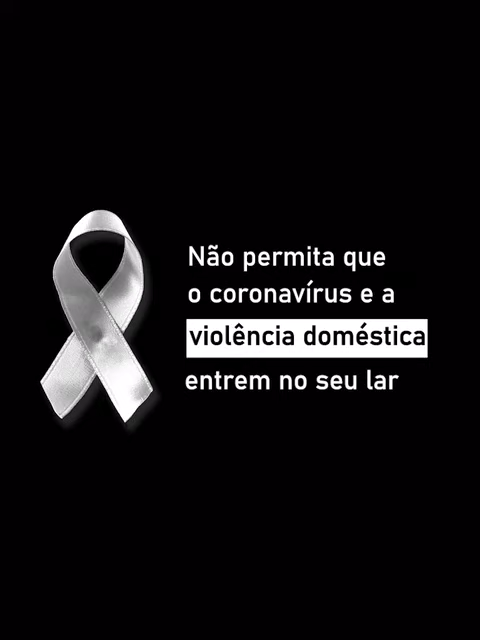 Não permita que
o coronavírus e a
violência doméstica
entrem no seu lar